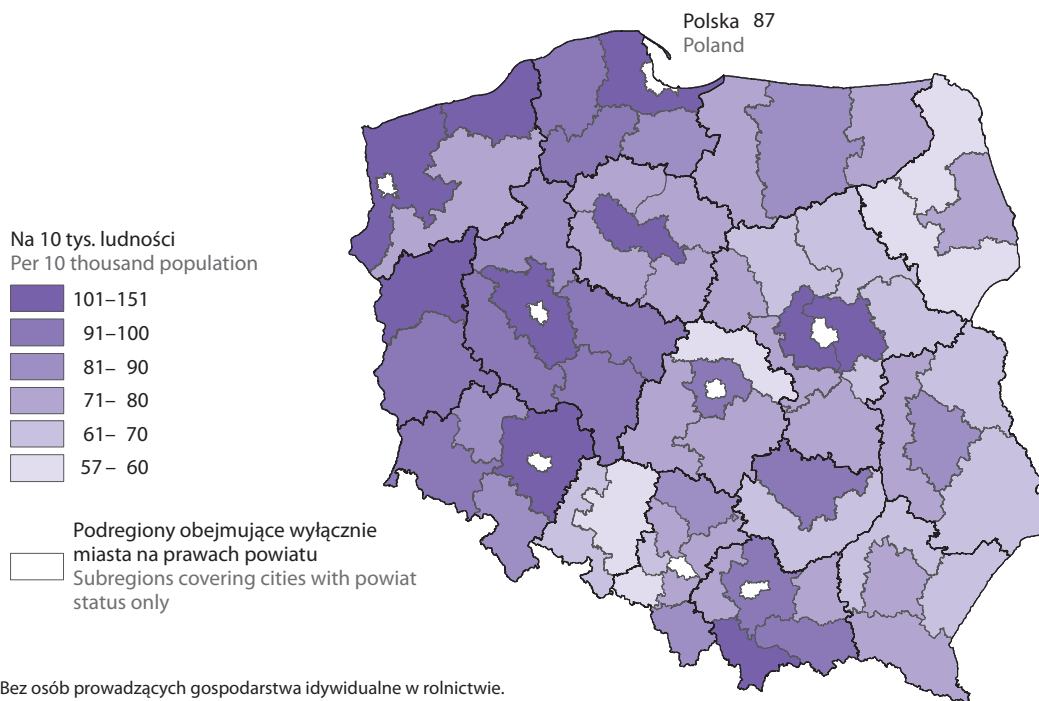 Polska 87
Poland
Na 10 tys. ludności
Per 10 thousand population
101–151
91–100
81– 90
71– 80
61– 70
57 – 60
Podregiony obejmujące wyłącznie
miasta na prawach powiatu
Subregions covering cities with powiat
status only
Bez osób prowadzących gospodarstwa idywidualne w rolnictwie.